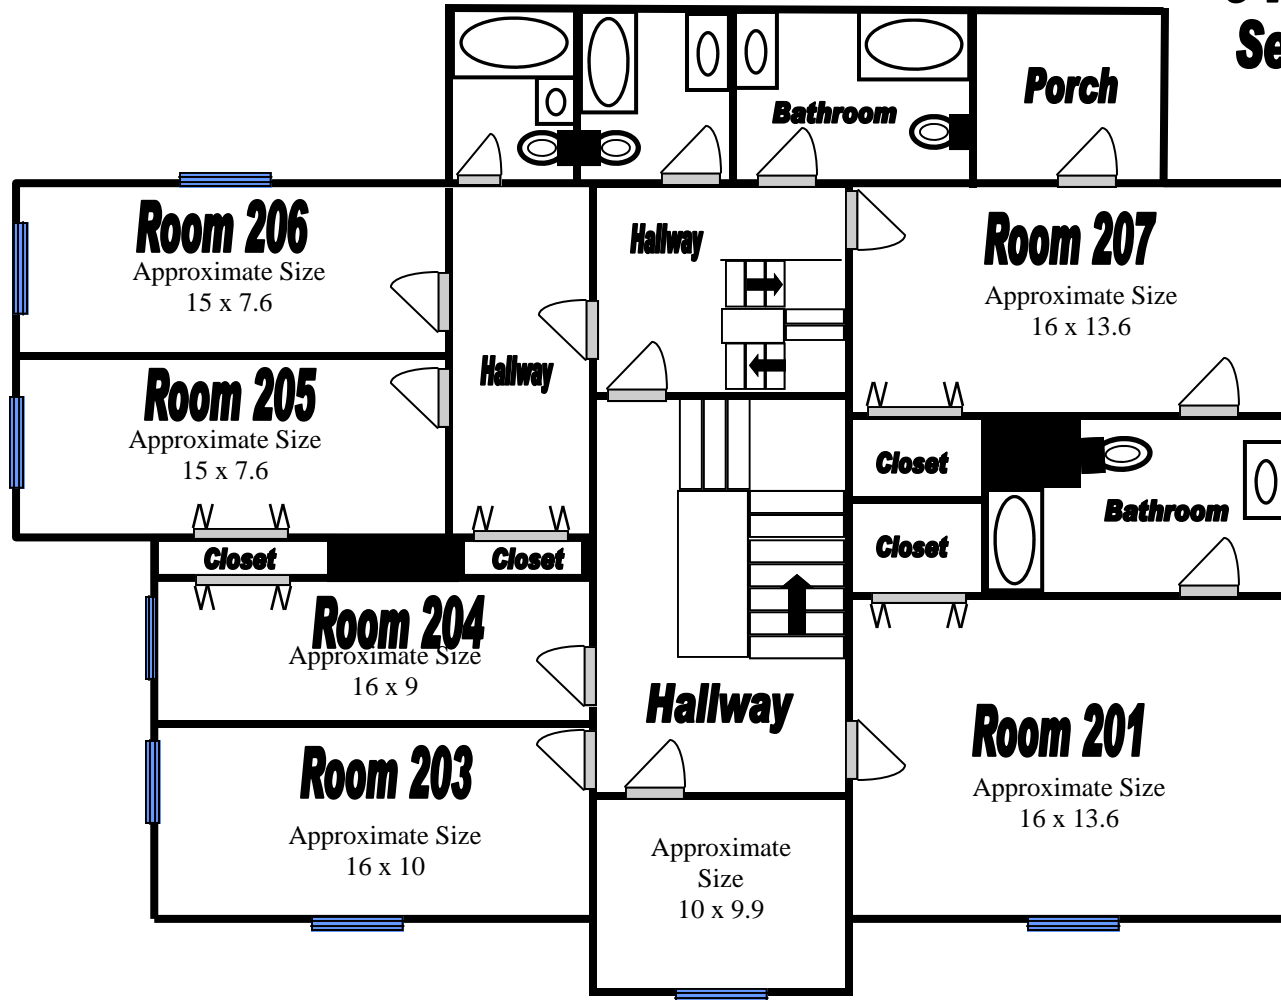 Se
Porch
Bathroom
Room 206
Approximate Size
15 x 7.6
Hallway
Room 207
Approximate Size
16 x 13.6
Hallway
Room 205
Approximate Size
15 x 7.6
Closet
Bathroom
Closet
Closet
Closet
Room 204
Approximate Size
16 x 9
Hallway
Room 201
Approximate Size
16 x 13.6
Room 203
Approximate Size
16 x 10
Approximate
Size
10 x 9.9